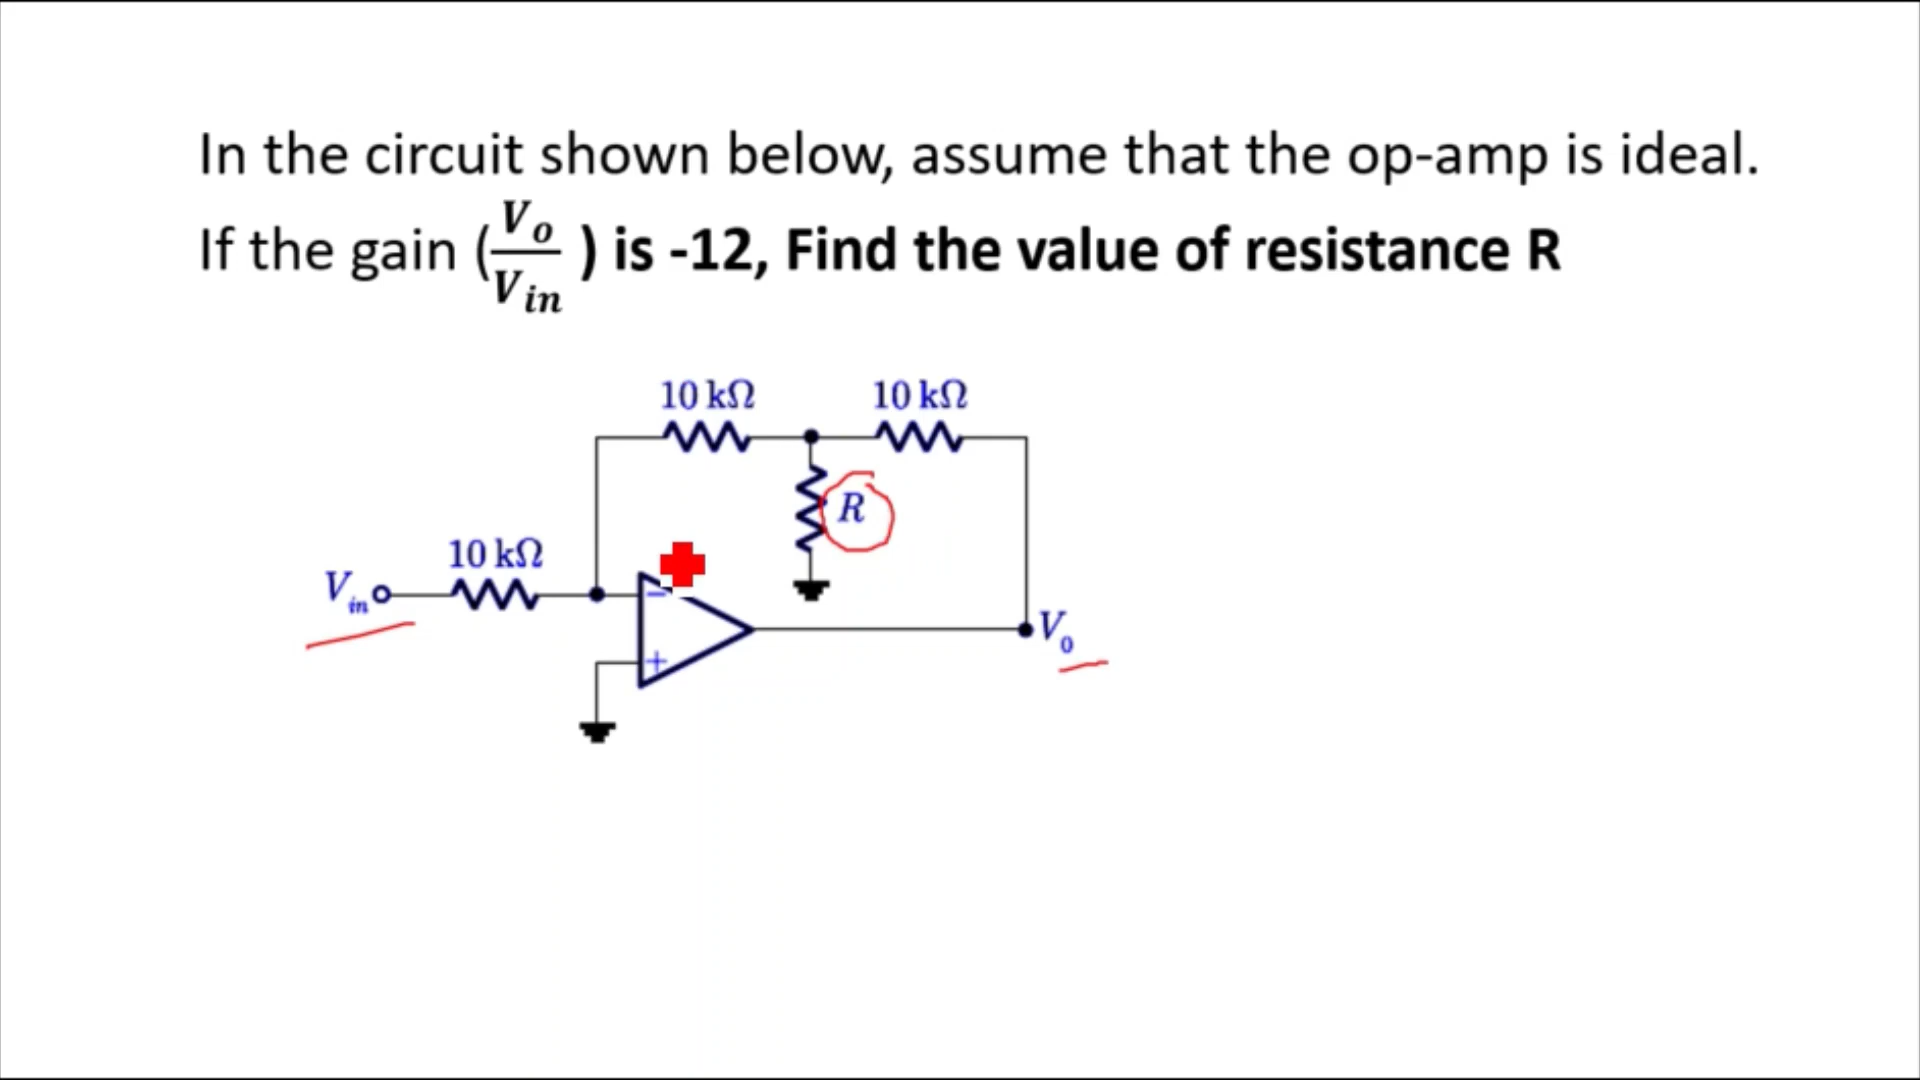 In the circuit shown below, assume that the op-amp is ideal.
If the gain (Vo/Vin) is -12, Find the value of resistance R
10 kΩ 10 kΩ
R
10 kΩ
Vin
−
V0
+